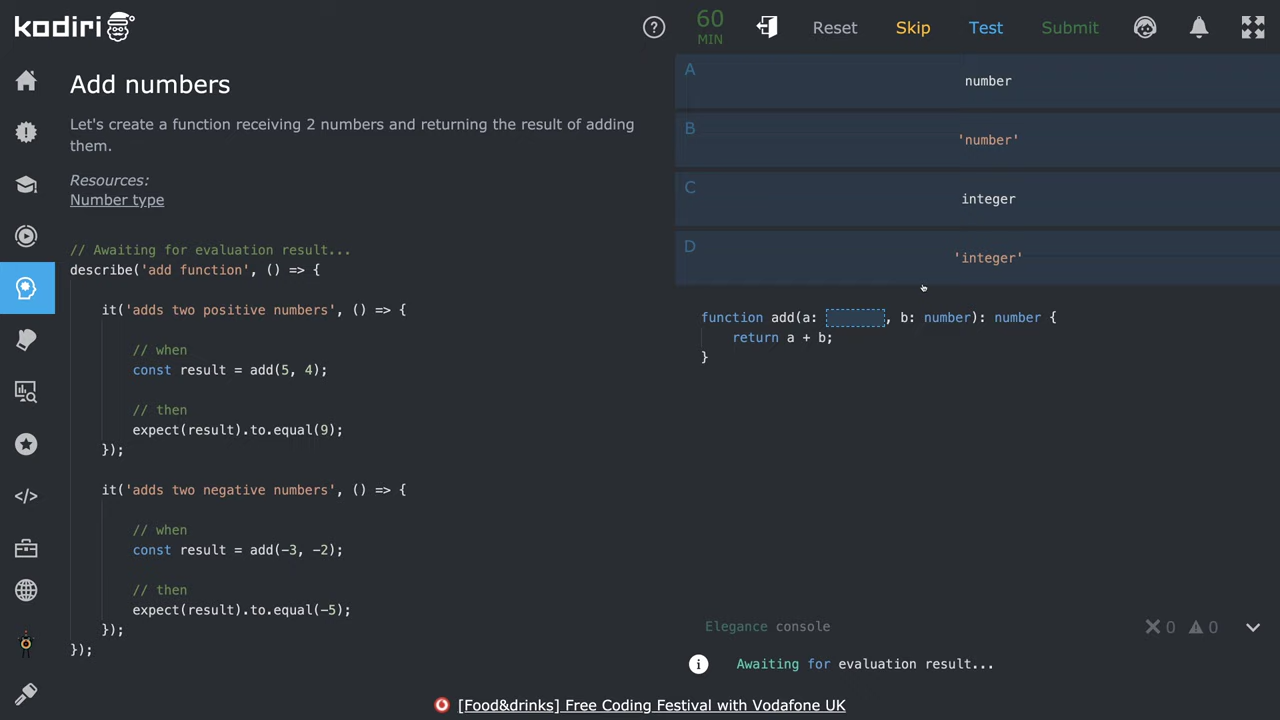 kodiri
60
MIN
Reset
Skip
Test
Submit
Add numbers
Let's create a function receiving 2 numbers and returning the result of adding
them.
Resources:
Number type
// Awaiting for evaluation result...
describe('add function', () => {
it('adds two positive numbers', () => {
// when
const result = add(5, 4);
// then
expect(result).to.equal(9);
});
it('adds two negative numbers', () => {
// when
const result = add(-3, -2);
// then
expect(result).to.equal(-5);
});
});
A
number
B
'number'
C
integer
D
'integer'
function add(a: , b: number): number {
return a + b;
}
Elegance console
0
0
Awaiting for evaluation result...
[Food&drinks] Free Coding Festival with Vodafone UK